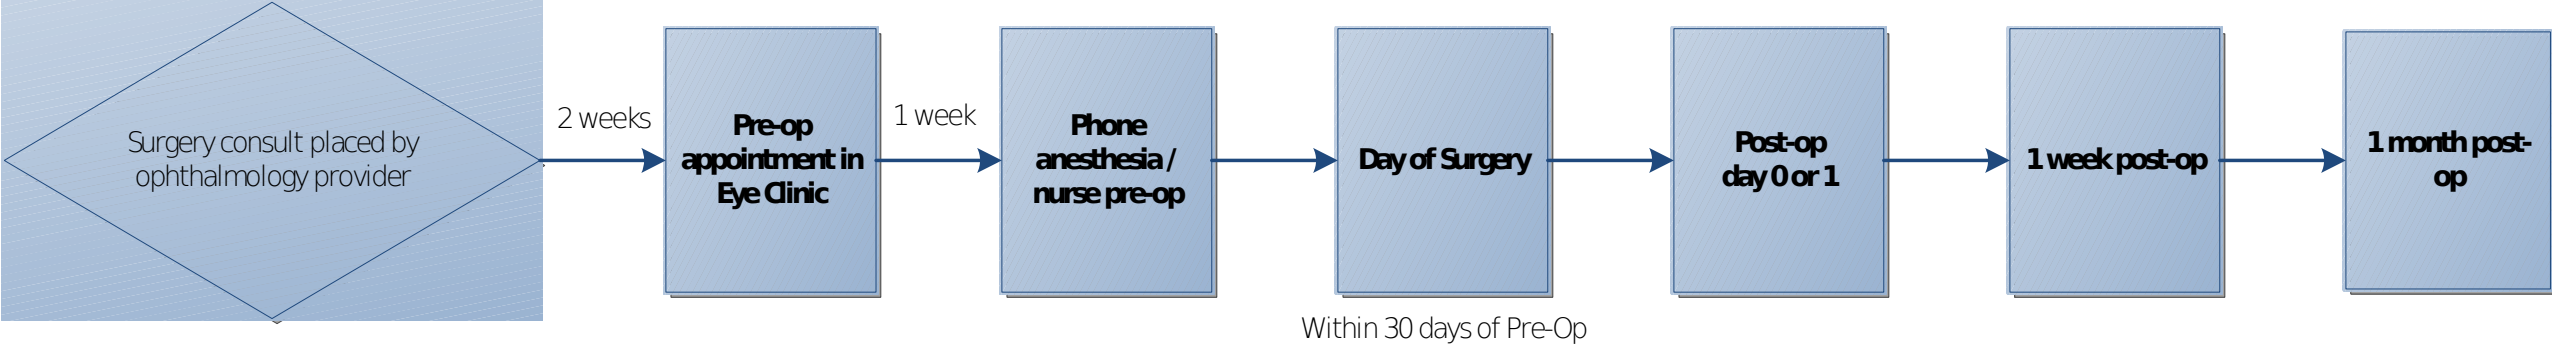 Surgery consult placed by
ophthalmology provider
2 weeks
Pre-op
appointment in
Eye Clinic
1 week
Phone
anesthesia /
nurse pre-op
Day of Surgery
Within 30 days of Pre-Op
Post-op
day 0 or 1
1 week post-op
1 month post-
op